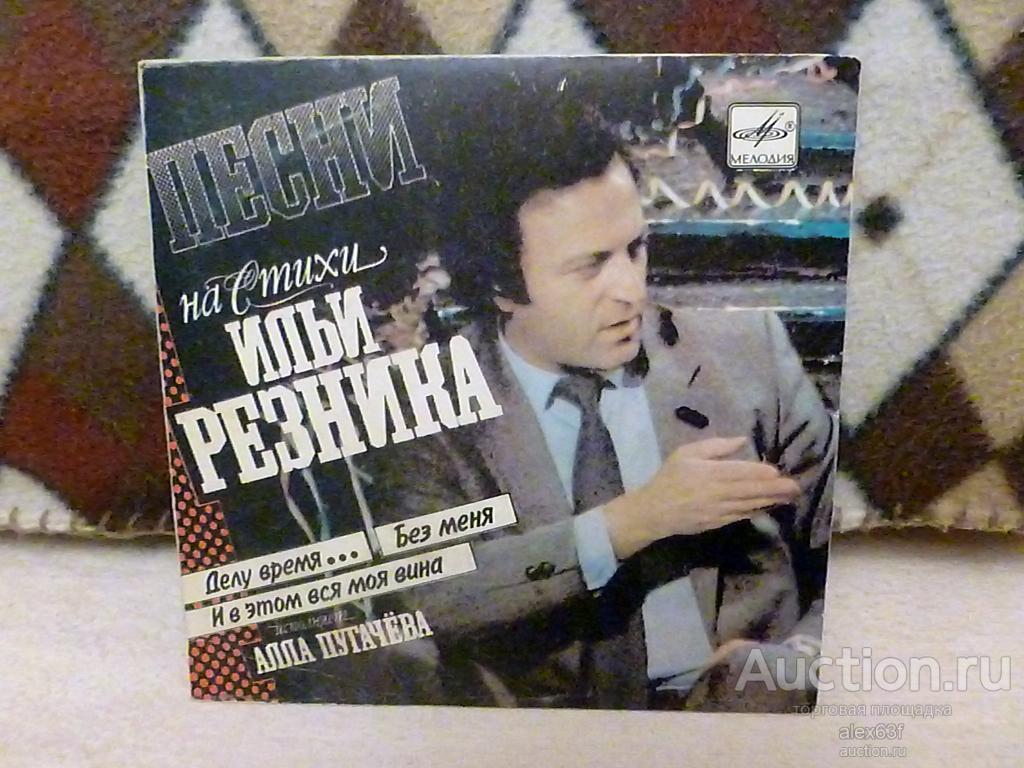 ПЕСНИ
на Стихи
ИЛЬИ
РЕЗНИКА
МЕЛОДИЯ
Делу время... Без меня
И в этом вся моя вина
исполняет
АЛЛА ПУГАЧЁВА
Auction.ru
торговая площадка
alex63f
auction.ru